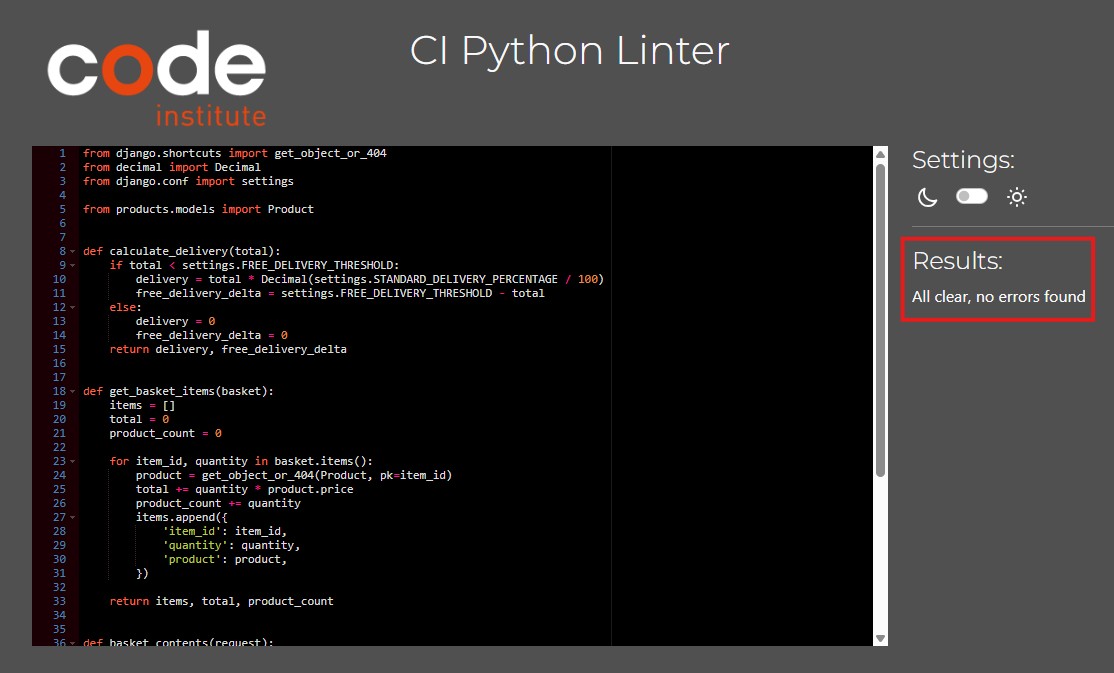 code
institute
CI Python Linter
1 from django.shortcuts import get_object_or_404
2 from decimal import Decimal
3 from django.conf import settings
4
5 from products.models import Product
6
7
8 def calculate_delivery(total):
9     if total < settings.FREE_DELIVERY_THRESHOLD:
10         delivery = total * Decimal(settings.STANDARD_DELIVERY_PERCENTAGE / 100)
11         free_delivery_delta = settings.FREE_DELIVERY_THRESHOLD - total
12     else:
13         delivery = 0
14         free_delivery_delta = 0
15     return delivery, free_delivery_delta
16
17
18 def get_basket_items(basket):
19     items = []
20     total = 0
21     product_count = 0
22
23     for item_id, quantity in basket.items():
24         product = get_object_or_404(Product, pk=item_id)
25         total += quantity * product.price
26         product_count += quantity
27         items.append({
28             'item_id': item_id,
29             'quantity': quantity,
30             'product': product,
31         })
32
33     return items, total, product_count
34
35
36 def basket_contents(request):
Settings:
Results:
All clear, no errors found